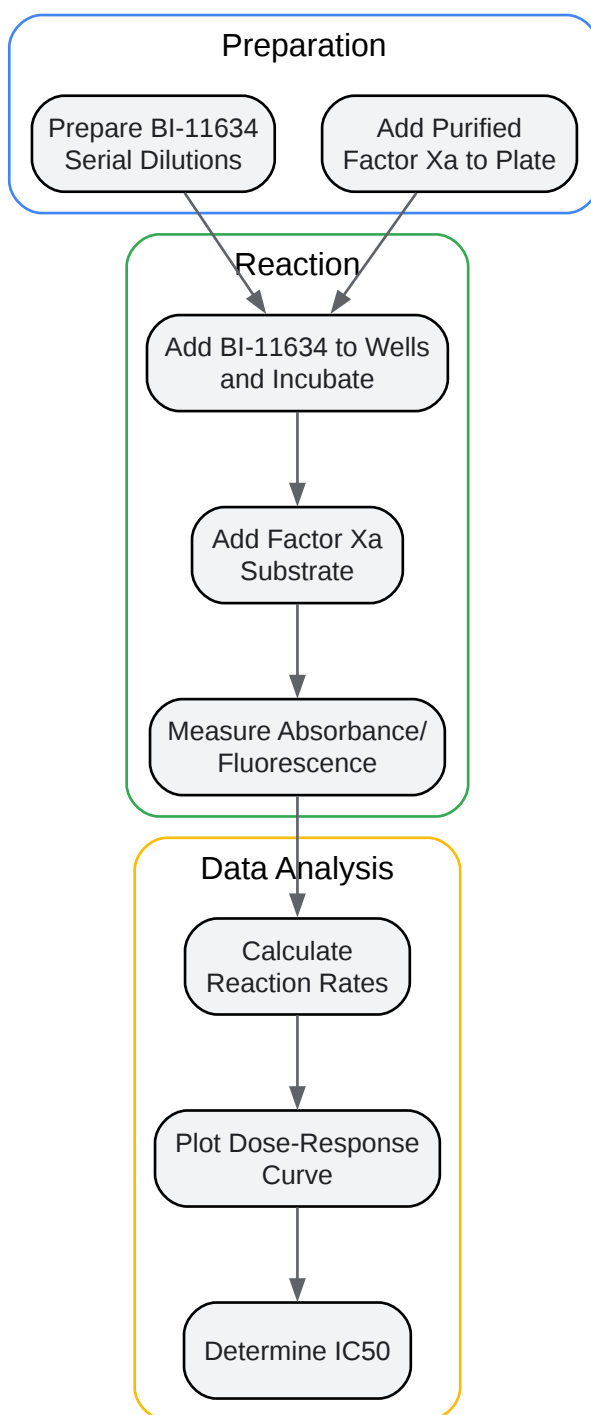 Preparation
Prepare BI-11634
Serial Dilutions
Add Purified
Factor Xa to Plate
Reaction
Add BI-11634 to Wells
and Incubate
Add Factor Xa
Substrate
Measure Absorbance/
Fluorescence
Data Analysis
Calculate
Reaction Rates
Plot Dose-Response
Curve
Determine IC50